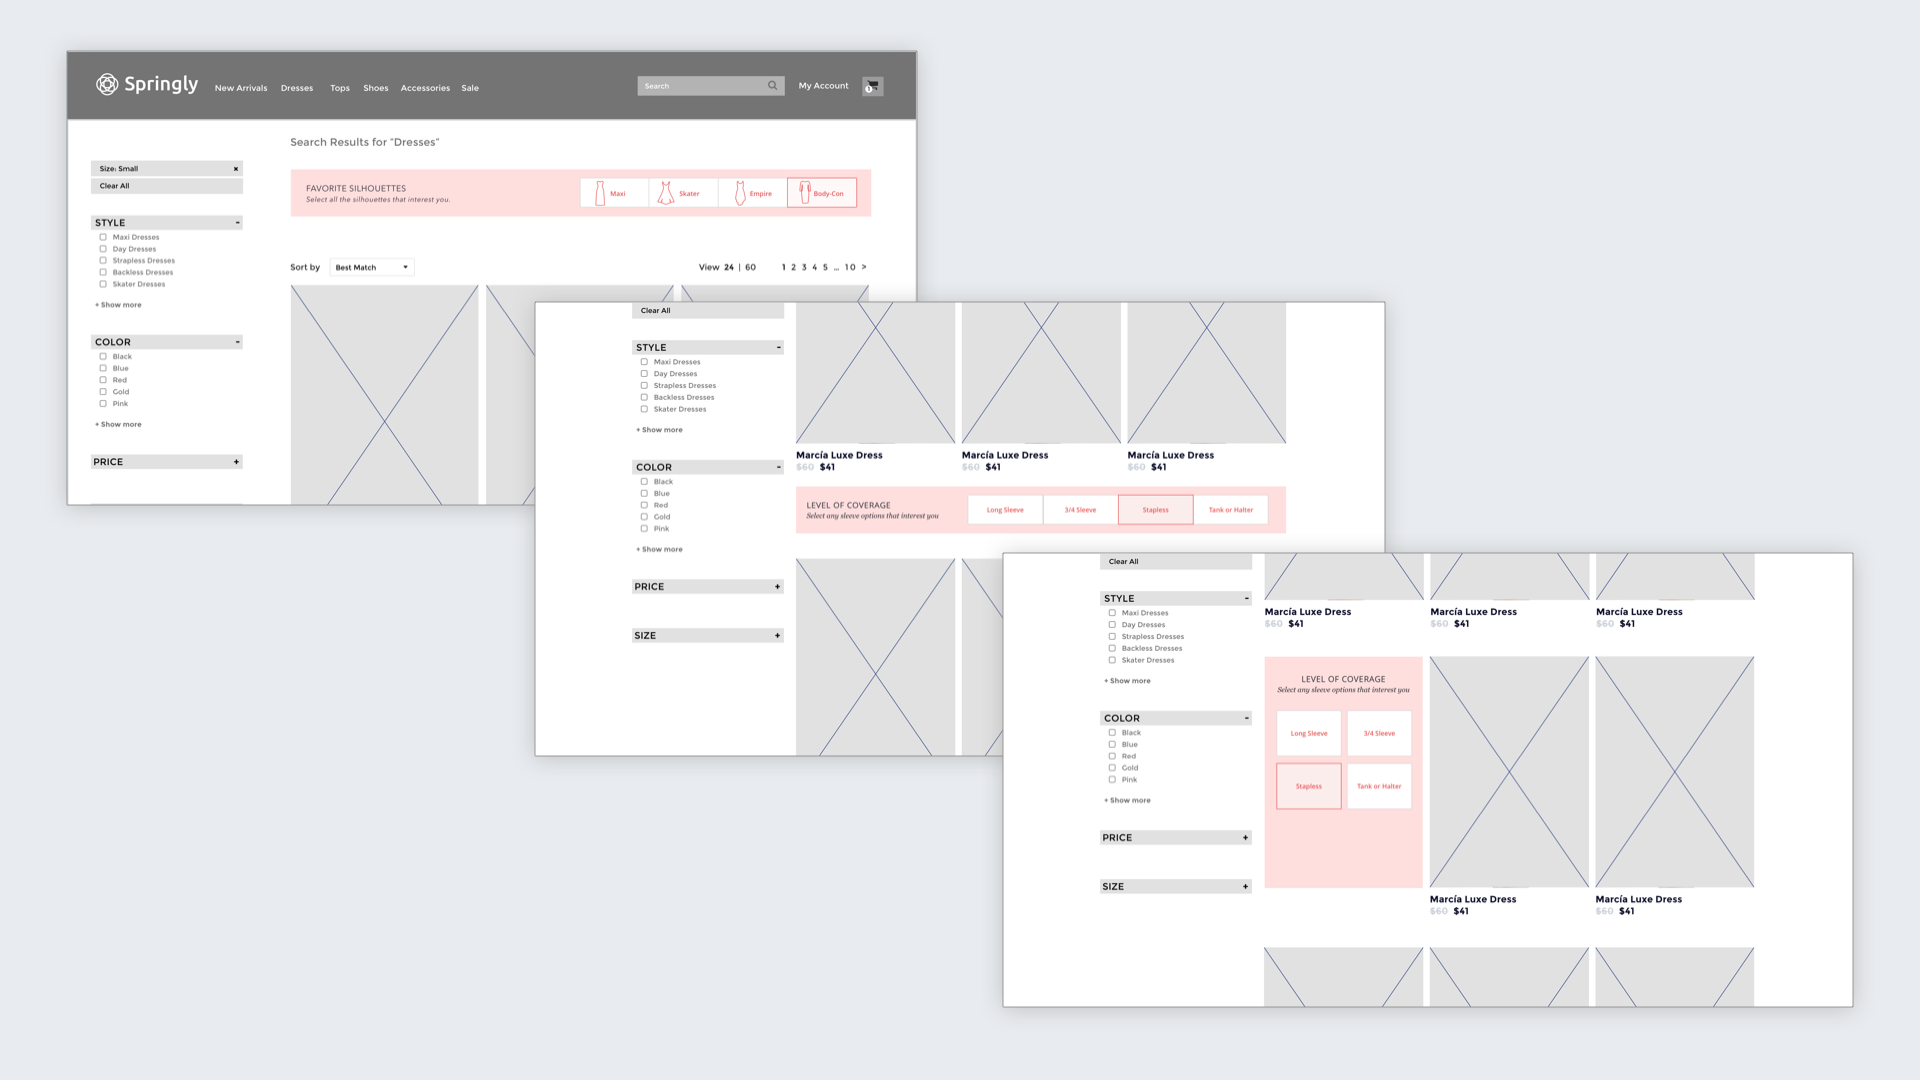 Springly
New Arrivals Dresses Tops Shoes Accessories Sale
Search
My Account
1
Search Results for "Dresses"
Size: Small ×
Clear All
FAVORITE SILHOUETTES
Select all the silhouettes that interest you.
Maxi Skater Empire Body-Con
STYLE -
Maxi Dresses
Day Dresses
Strapless Dresses
Backless Dresses
Skater Dresses
+ Show more
Sort by Best Match
View 24 | 60 1 2 3 4 5 ... 10 >
COLOR -
Black
Blue
Red
Gold
Pink
+ Show more
PRICE +
Clear All
STYLE -
Maxi Dresses
Day Dresses
Strapless Dresses
Backless Dresses
Skater Dresses
+ Show more
COLOR -
Black
Blue
Red
Gold
Pink
+ Show more
PRICE +
SIZE +
Marcía Luxe Dress Marcía Luxe Dress Marcía Luxe Dress
$60 $41 $60 $41 $60 $41
LEVEL OF COVERAGE
Select any sleeve options that interest you
Long Sleeve 3/4 Sleeve Stapless Tank or Halter
Clear All
STYLE -
Maxi Dresses
Day Dresses
Strapless Dresses
Backless Dresses
Skater Dresses
+ Show more
COLOR -
Black
Blue
Red
Gold
Pink
+ Show more
PRICE +
SIZE +
Marcía Luxe Dress Marcía Luxe Dress Marcía Luxe Dress
$60 $41 $60 $41 $60 $41
LEVEL OF COVERAGE
Select any sleeve options that interest you
Long Sleeve 3/4 Sleeve
Stapless Tank or Halter
Marcía Luxe Dress Marcía Luxe Dress
$60 $41 $60 $41